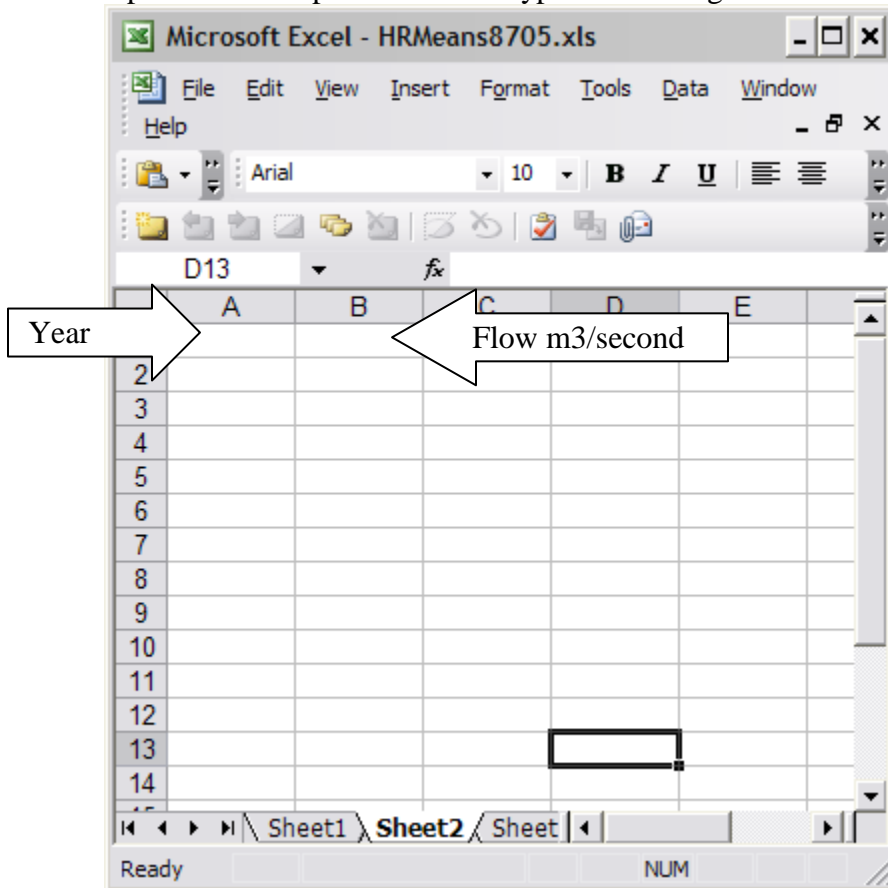 Microsoft Excel - HRMeans8705.xls
File Edit View Insert Format Tools Data Window
Help
Arial 10 B I U
D13 fx
A B C D E
Year Flow m3/second
2
3
4
5
6
7
8
9
10
11
12
13
14
Sheet1 Sheet2 Sheet
Ready NUM